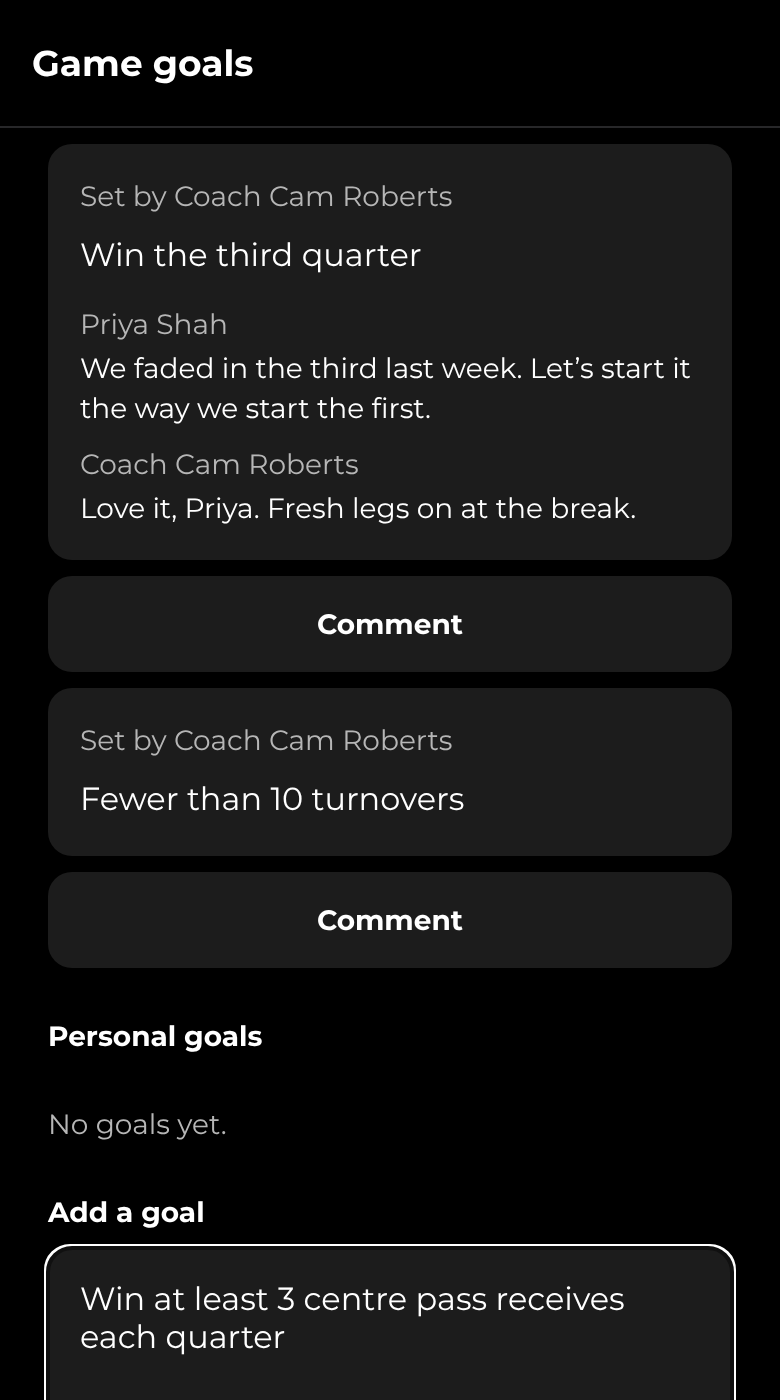 Game goals
Set by Coach Cam Roberts
Win the third quarter
Priya Shah
We faded in the third last week. Let’s start it
the way we start the first.
Coach Cam Roberts
Love it, Priya. Fresh legs on at the break.
Comment
Set by Coach Cam Roberts
Fewer than 10 turnovers
Comment
Personal goals
No goals yet.
Add a goal
Win at least 3 centre pass receives
each quarter